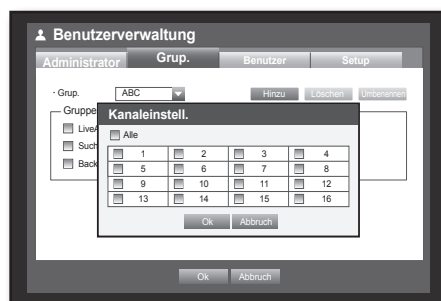 Benutzerverwaltung
Administrator Grup. Benutzer Setup
· Grup. ABC Hinzu Löschen Umbenennen
Gruppe
Kanaleinstell.
Alle
1 2 3 4
5 6 7 8
9 10 11 12
13 14 15 16
Ok Abbruch
Ok Abbruch